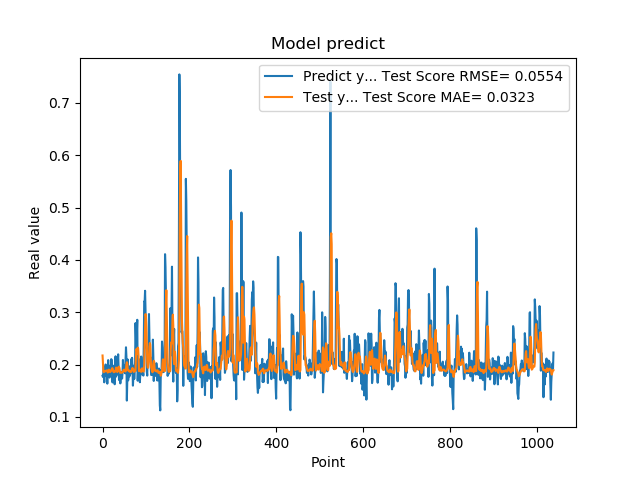 Model predict
Predict y... Test Score RMSE= 0.0554
Test y... Test Score MAE= 0.0323
Real value
0.7
0.6
0.5
0.4
0.3
0.2
0.1
0
200
400
600
800
1000
Point